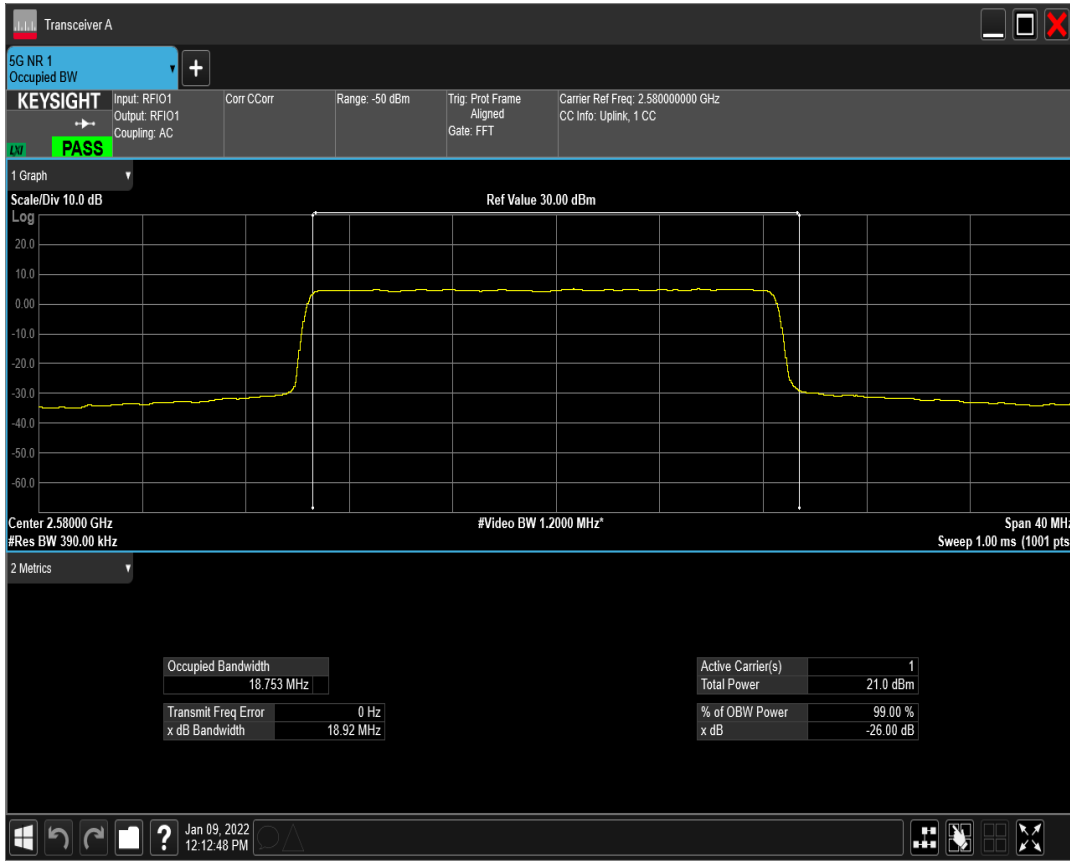 Transceiver A
5G NR 1
Occupied BW
KEYSIGHT
LXI
PASS
Input: RFIO1
Output: RFIO1
Coupling: AC
Corr CCorr
Range: -50 dBm
Trig: Prot Frame
Aligned
Gate: FFT
Carrier Ref Freq: 2.580000000 GHz
CC Info: Uplink, 1 CC
1 Graph
Scale/Div 10.0 dB
Ref Value 30.00 dBm
Log
20.0
10.0
0.00
-10.0
-20.0
-30.0
-40.0
-50.0
-60.0
Center 2.58000 GHz
#Video BW 1.2000 MHz*
Span 40 MHz
#Res BW 390.00 kHz
Sweep 1.00 ms (1001 pts
2 Metrics
Occupied Bandwidth
18.753 MHz
Transmit Freq Error 0 Hz
x dB Bandwidth 18.92 MHz
Active Carrier(s) 1
Total Power 21.0 dBm
% of OBW Power 99.00 %
x dB -26.00 dB
Jan 09, 2022
12:12:48 PM